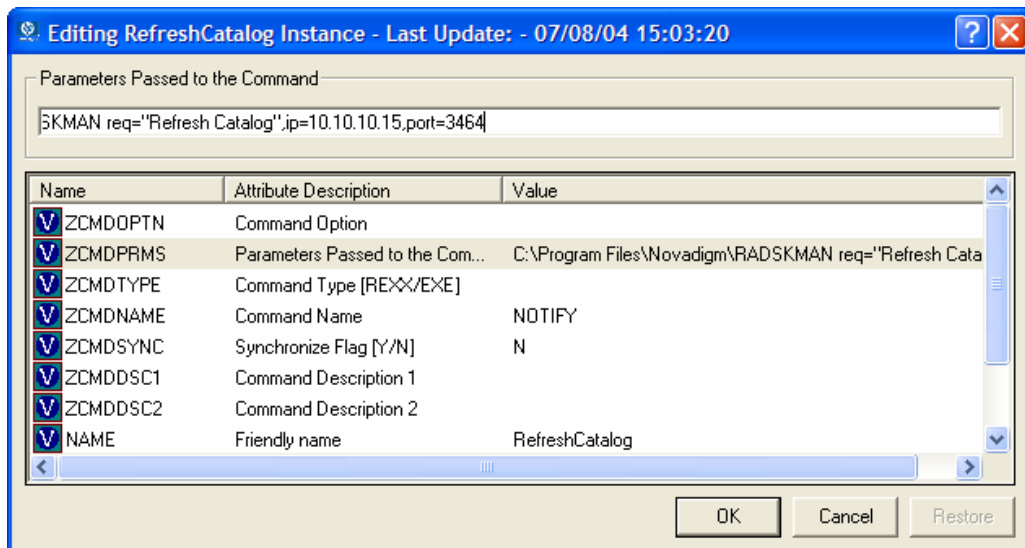 Editing RefreshCatalog Instance - Last Update: - 07/08/04 15:03:20
Parameters Passed to the Command
SKMAN req="Refresh Catalog",ip=10.10.10.15,port=3464
Name Attribute Description Value
V ZCMDOPTN Command Option
V ZCMDPRMS Parameters Passed to the Com... C:\Program Files\Novadigm\RADSKMAN req="Refresh Cata
V ZCMDTYPE Command Type [REXX/EXE]
V ZCMDNAME Command Name NOTIFY
V ZCMDSYNC Synchronize Flag [Y/N] N
V ZCMDDSC1 Command Description 1
V ZCMDDSC2 Command Description 2
V NAME Friendly name RefreshCatalog
OK Cancel Restore